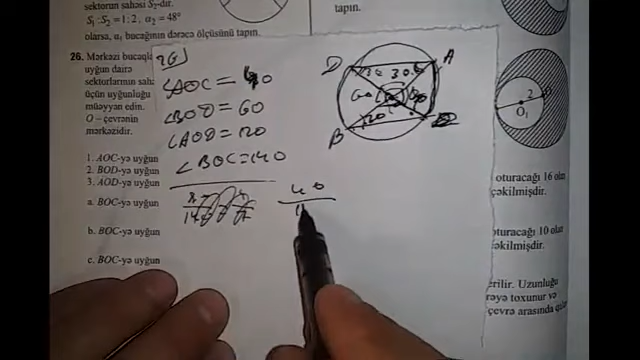 sektorun sahəsi S₂-dir.
S₁:S₂ = 1:2, α₂ = 48°
olarsa, α₁ bucağının dərəcə ölçüsünü tapın.
tapın.
26. Mərkəzi bucaqla
uyğun dairə
sektorlarının sahə
üçün uyğunluğu
müəyyən edin.
O – çevrənin
mərkəzidir.
1. AOC-yə uyğun
2. BOD-yə uyğun
3. AOD-yə uyğun
a. BOC-yə uyğun
b. BOC-yə uyğun
c. BOC-yə uyğun
26)
∠AOC = 40
∠BOD = 60
∠AOD = 120
∠BOC = 140
40
D
A
B
30
60
120
2
O₁
oturacağı 16 olan
çəkilmişdir.
oturacağı 10 olan
çəkilmişdir.
erilir. Uzunluğu
rəyə toxunur və
çevrə arasında qalan